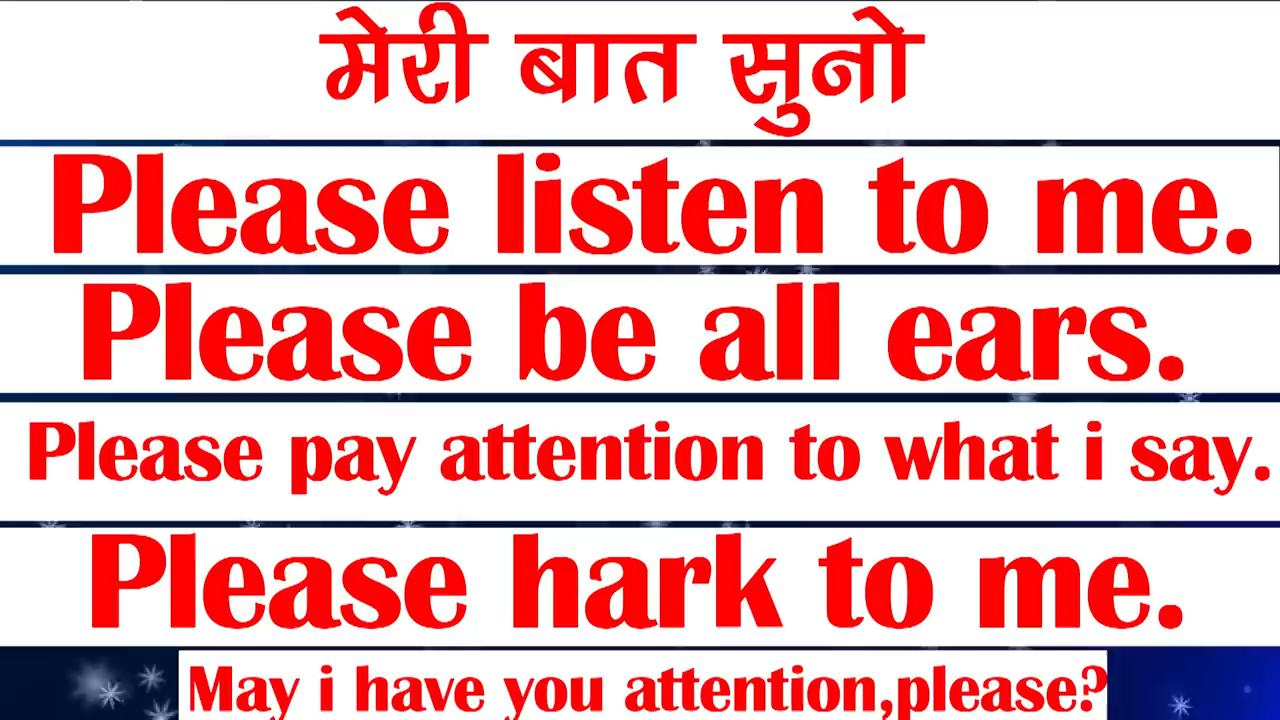 मेरी बात सुनो
Please listen to me.
Please be all ears.
Please pay attention to what i say.
Please hark to me.
May i have you attention,please?